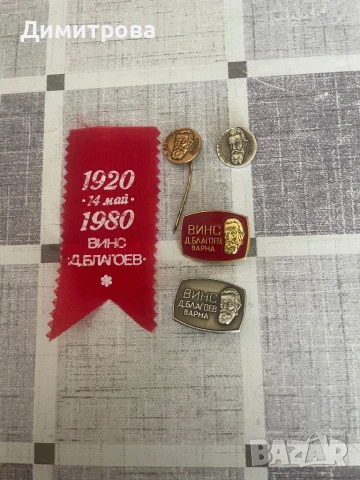 Димитрова
1920
·14 май·
1980
ВИНС
"Д.БЛАГОЕВ"
ВИНС
Д.БЛАГОЕВ
ВАРНА
ВИНС
Д.БЛАГОЕВ
ВАРНА
BAZAR